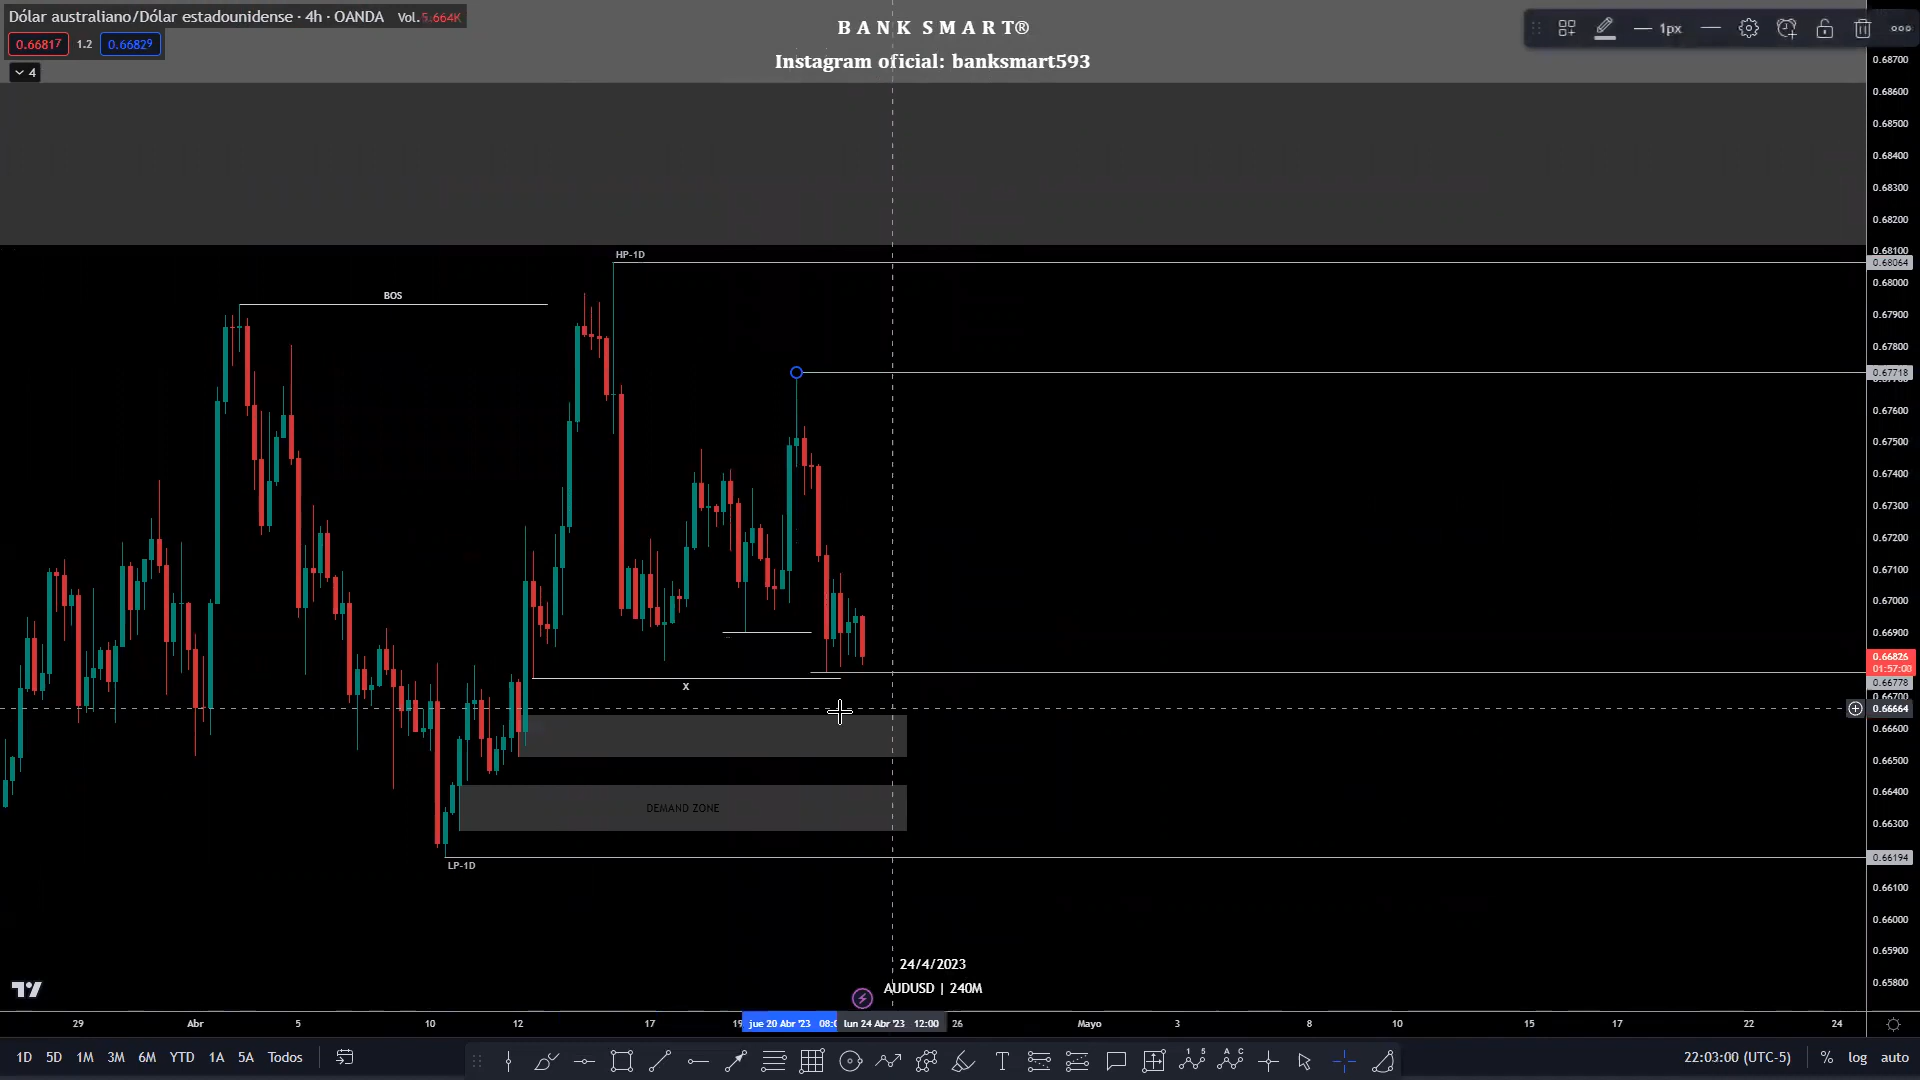 Dólar australiano/Dólar estadounidense · 4h · OANDA Vol. 5.664K
0.66817 1.2 0.66829
4
B A N K S M A R T®
Instagram oficial: banksmart593
1px
0.68700
0.68600
0.68500
0.68400
0.68300
0.68200
0.68100
HP-1D
0.68064
0.68000
BOS
0.67900
0.67800
0.67718
0.67600
0.67500
0.67400
0.67300
0.67200
0.67100
0.67000
0.66900
0.66826
01:57:00
0.66778
X
0.66700
0.66664
0.66600
0.66500
0.66400
DEMAND ZONE
0.66300
0.66194
LP-1D
0.66100
0.66000
0.65900
0.65800
24/4/2023
AUDUSD | 240M
29 Abr 5 10 12 17 19 jue 20 Abr '23 lun 24 Abr '23 12:00 26 Mayo 3 8 10 15 17 22 24
1D 5D 1M 3M 6M YTD 1A 5A Todos
22:03:00 (UTC-5) % log auto